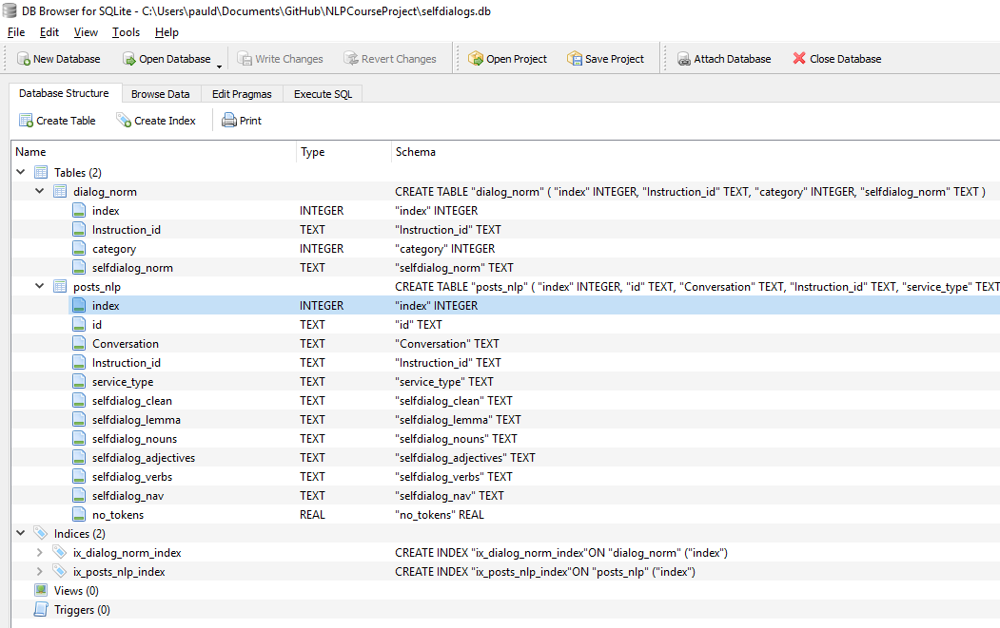 DB Browser for SQLite - C:\Users\pauld\Documents\GitHub\NLPCourseProject\selfdialogs.db
File Edit View Tools Help
New Database Open Database Write Changes Revert Changes Open Project Save Project Attach Database Close Database
Database Structure Browse Data Edit Pragmas Execute SQL
Create Table Create Index Print
Name Type Schema
Tables (2)
dialog_norm CREATE TABLE "dialog_norm" ( "index" INTEGER, "Instruction_id" TEXT, "category" INTEGER, "selfdialog_norm" TEXT )
index INTEGER "index" INTEGER
Instruction_id TEXT "Instruction_id" TEXT
category INTEGER "category" INTEGER
selfdialog_norm TEXT "selfdialog_norm" TEXT
posts_nlp CREATE TABLE "posts_nlp" ( "index" INTEGER, "id" TEXT, "Conversation" TEXT, "Instruction_id" TEXT, "service_type" TEXT
index INTEGER "index" INTEGER
id TEXT "id" TEXT
Conversation TEXT "Conversation" TEXT
Instruction_id TEXT "Instruction_id" TEXT
service_type TEXT "service_type" TEXT
selfdialog_clean TEXT "selfdialog_clean" TEXT
selfdialog_lemma TEXT "selfdialog_lemma" TEXT
selfdialog_nouns TEXT "selfdialog_nouns" TEXT
selfdialog_adjectives TEXT "selfdialog_adjectives" TEXT
selfdialog_verbs TEXT "selfdialog_verbs" TEXT
selfdialog_nav TEXT "selfdialog_nav" TEXT
no_tokens REAL "no_tokens" REAL
Indices (2)
ix_dialog_norm_index CREATE INDEX "ix_dialog_norm_index"ON "dialog_norm" ("index")
ix_posts_nlp_index CREATE INDEX "ix_posts_nlp_index"ON "posts_nlp" ("index")
Views (0)
Triggers (0)